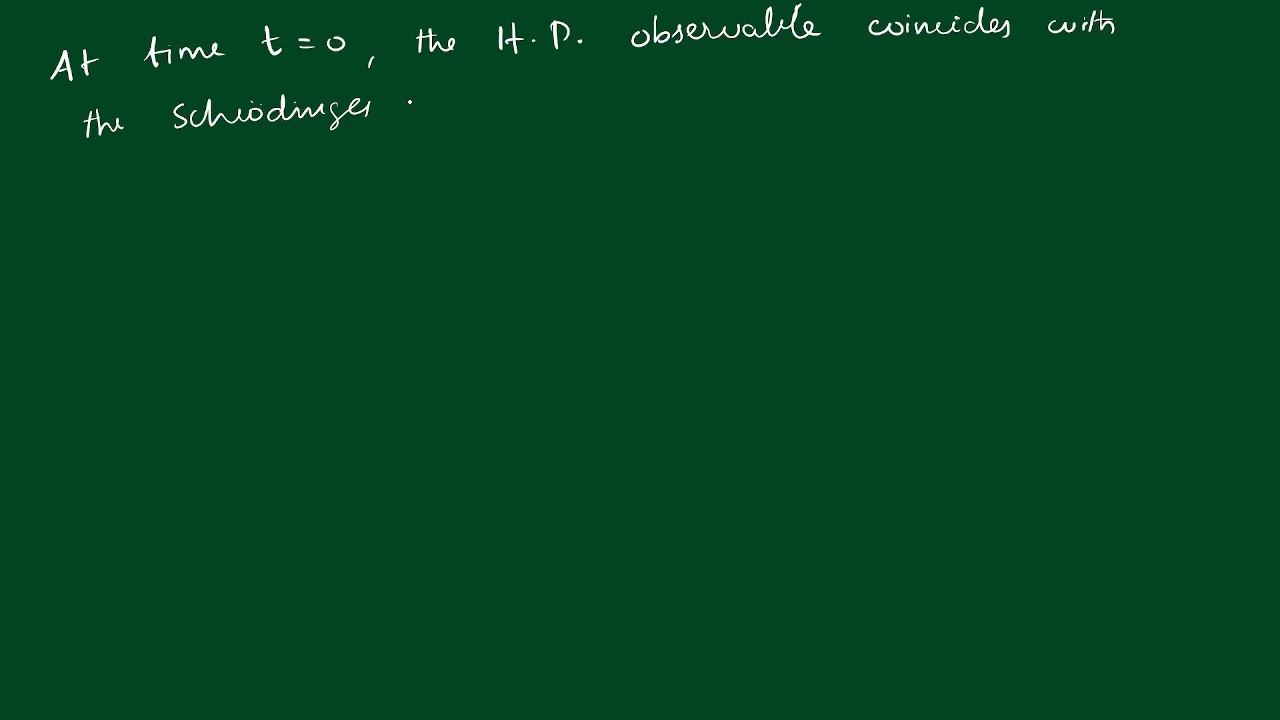 At time t = 0, the H.P. observable coincides with
the Schrödinger .